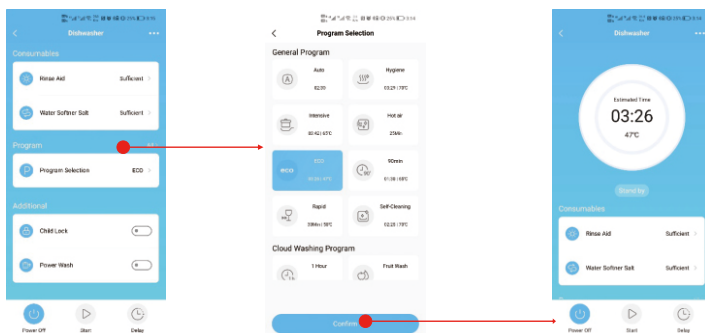 Dishwasher
Consumables
Rinse Aid Sufficient
Water Softner Salt Sufficient
Program
Program Selection ECO
Additional
Child Lock
Power Wash
Power Off Start Delay
Program Selection
General Program
Auto
Hygiene
Intensive
Hot air
ECO
90min
Rapid
Self-Cleaning
Cloud Washing Program
1 Hour
Fruit Wash
Confirm
Dishwasher
Estimated Time
03:26
47℃
Stand by
Consumables
Rinse Aid Sufficient
Water Softner Salt Sufficient
Power Off Start Delay